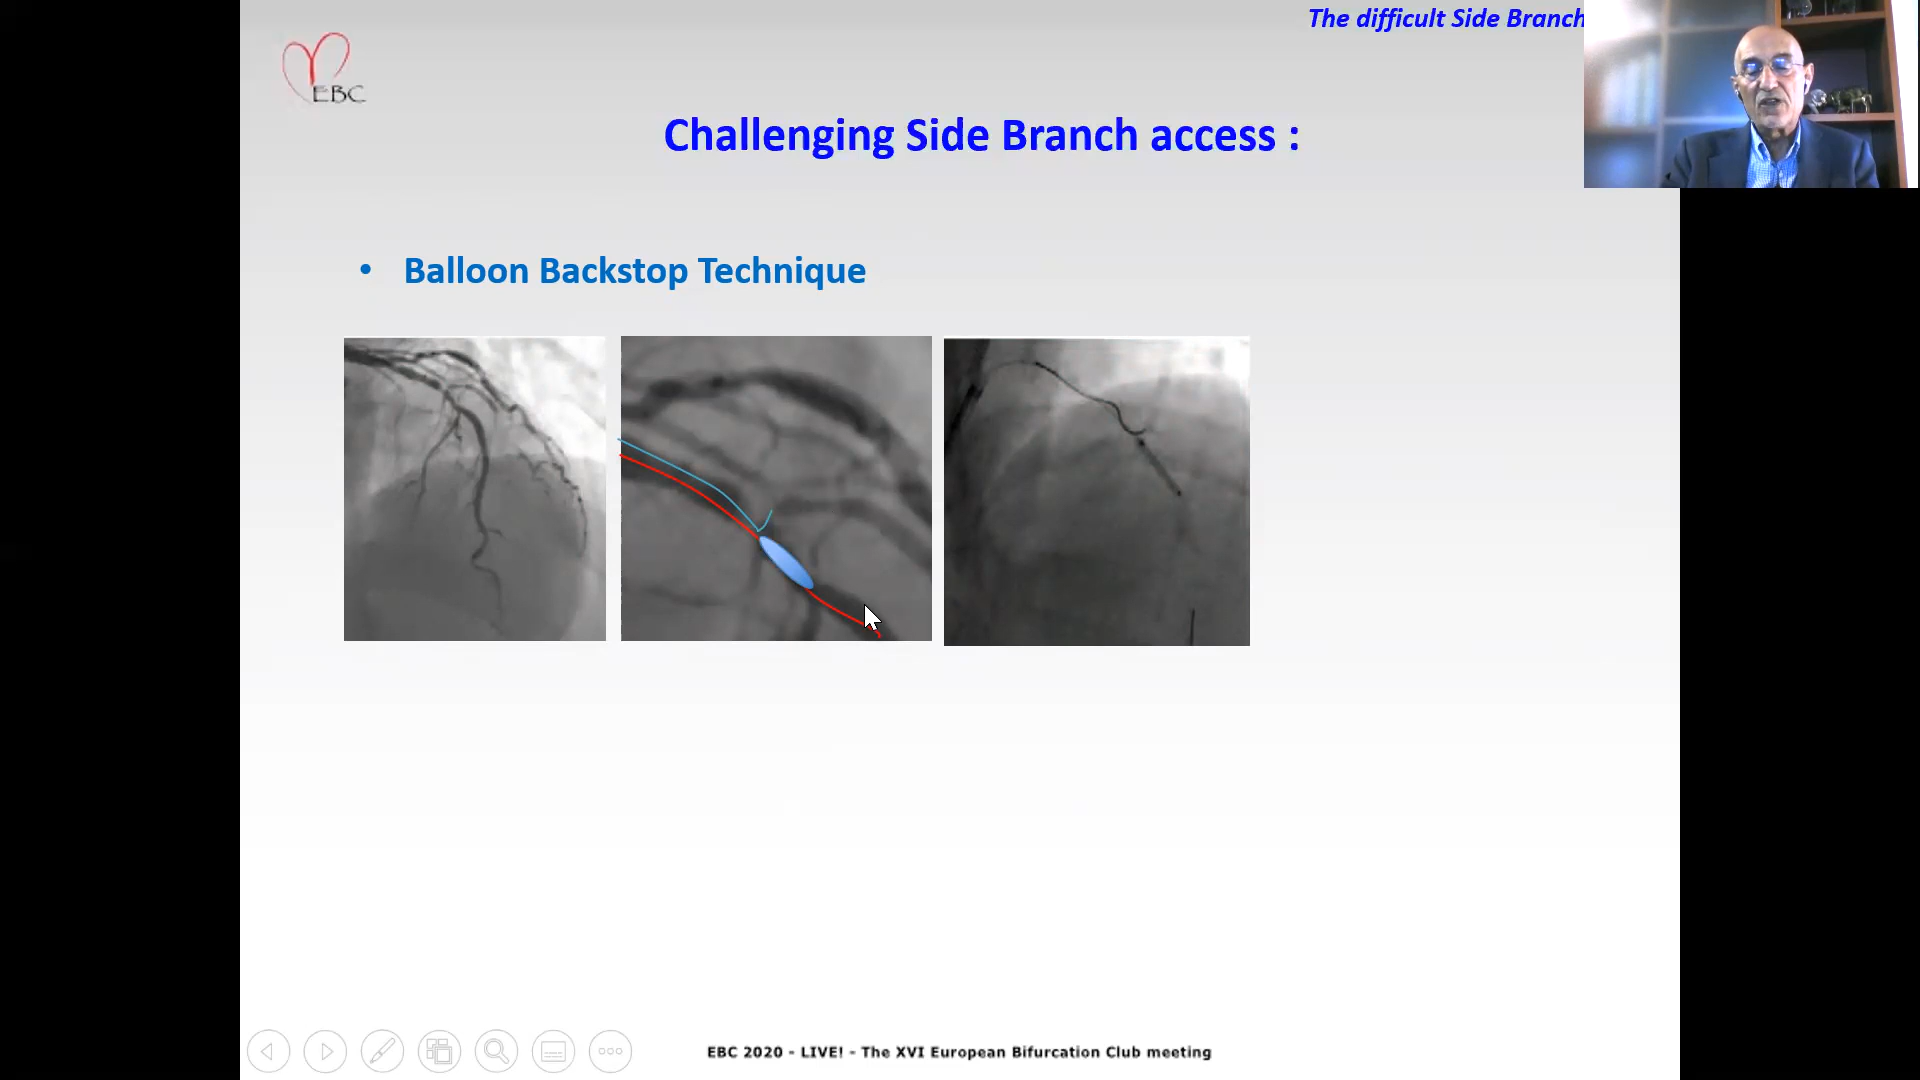 The difficult Side Branch
EBC
Challenging Side Branch access :
• Balloon Backstop Technique
EBC 2020 - LIVE! - The XVI European Bifurcation Club meeting